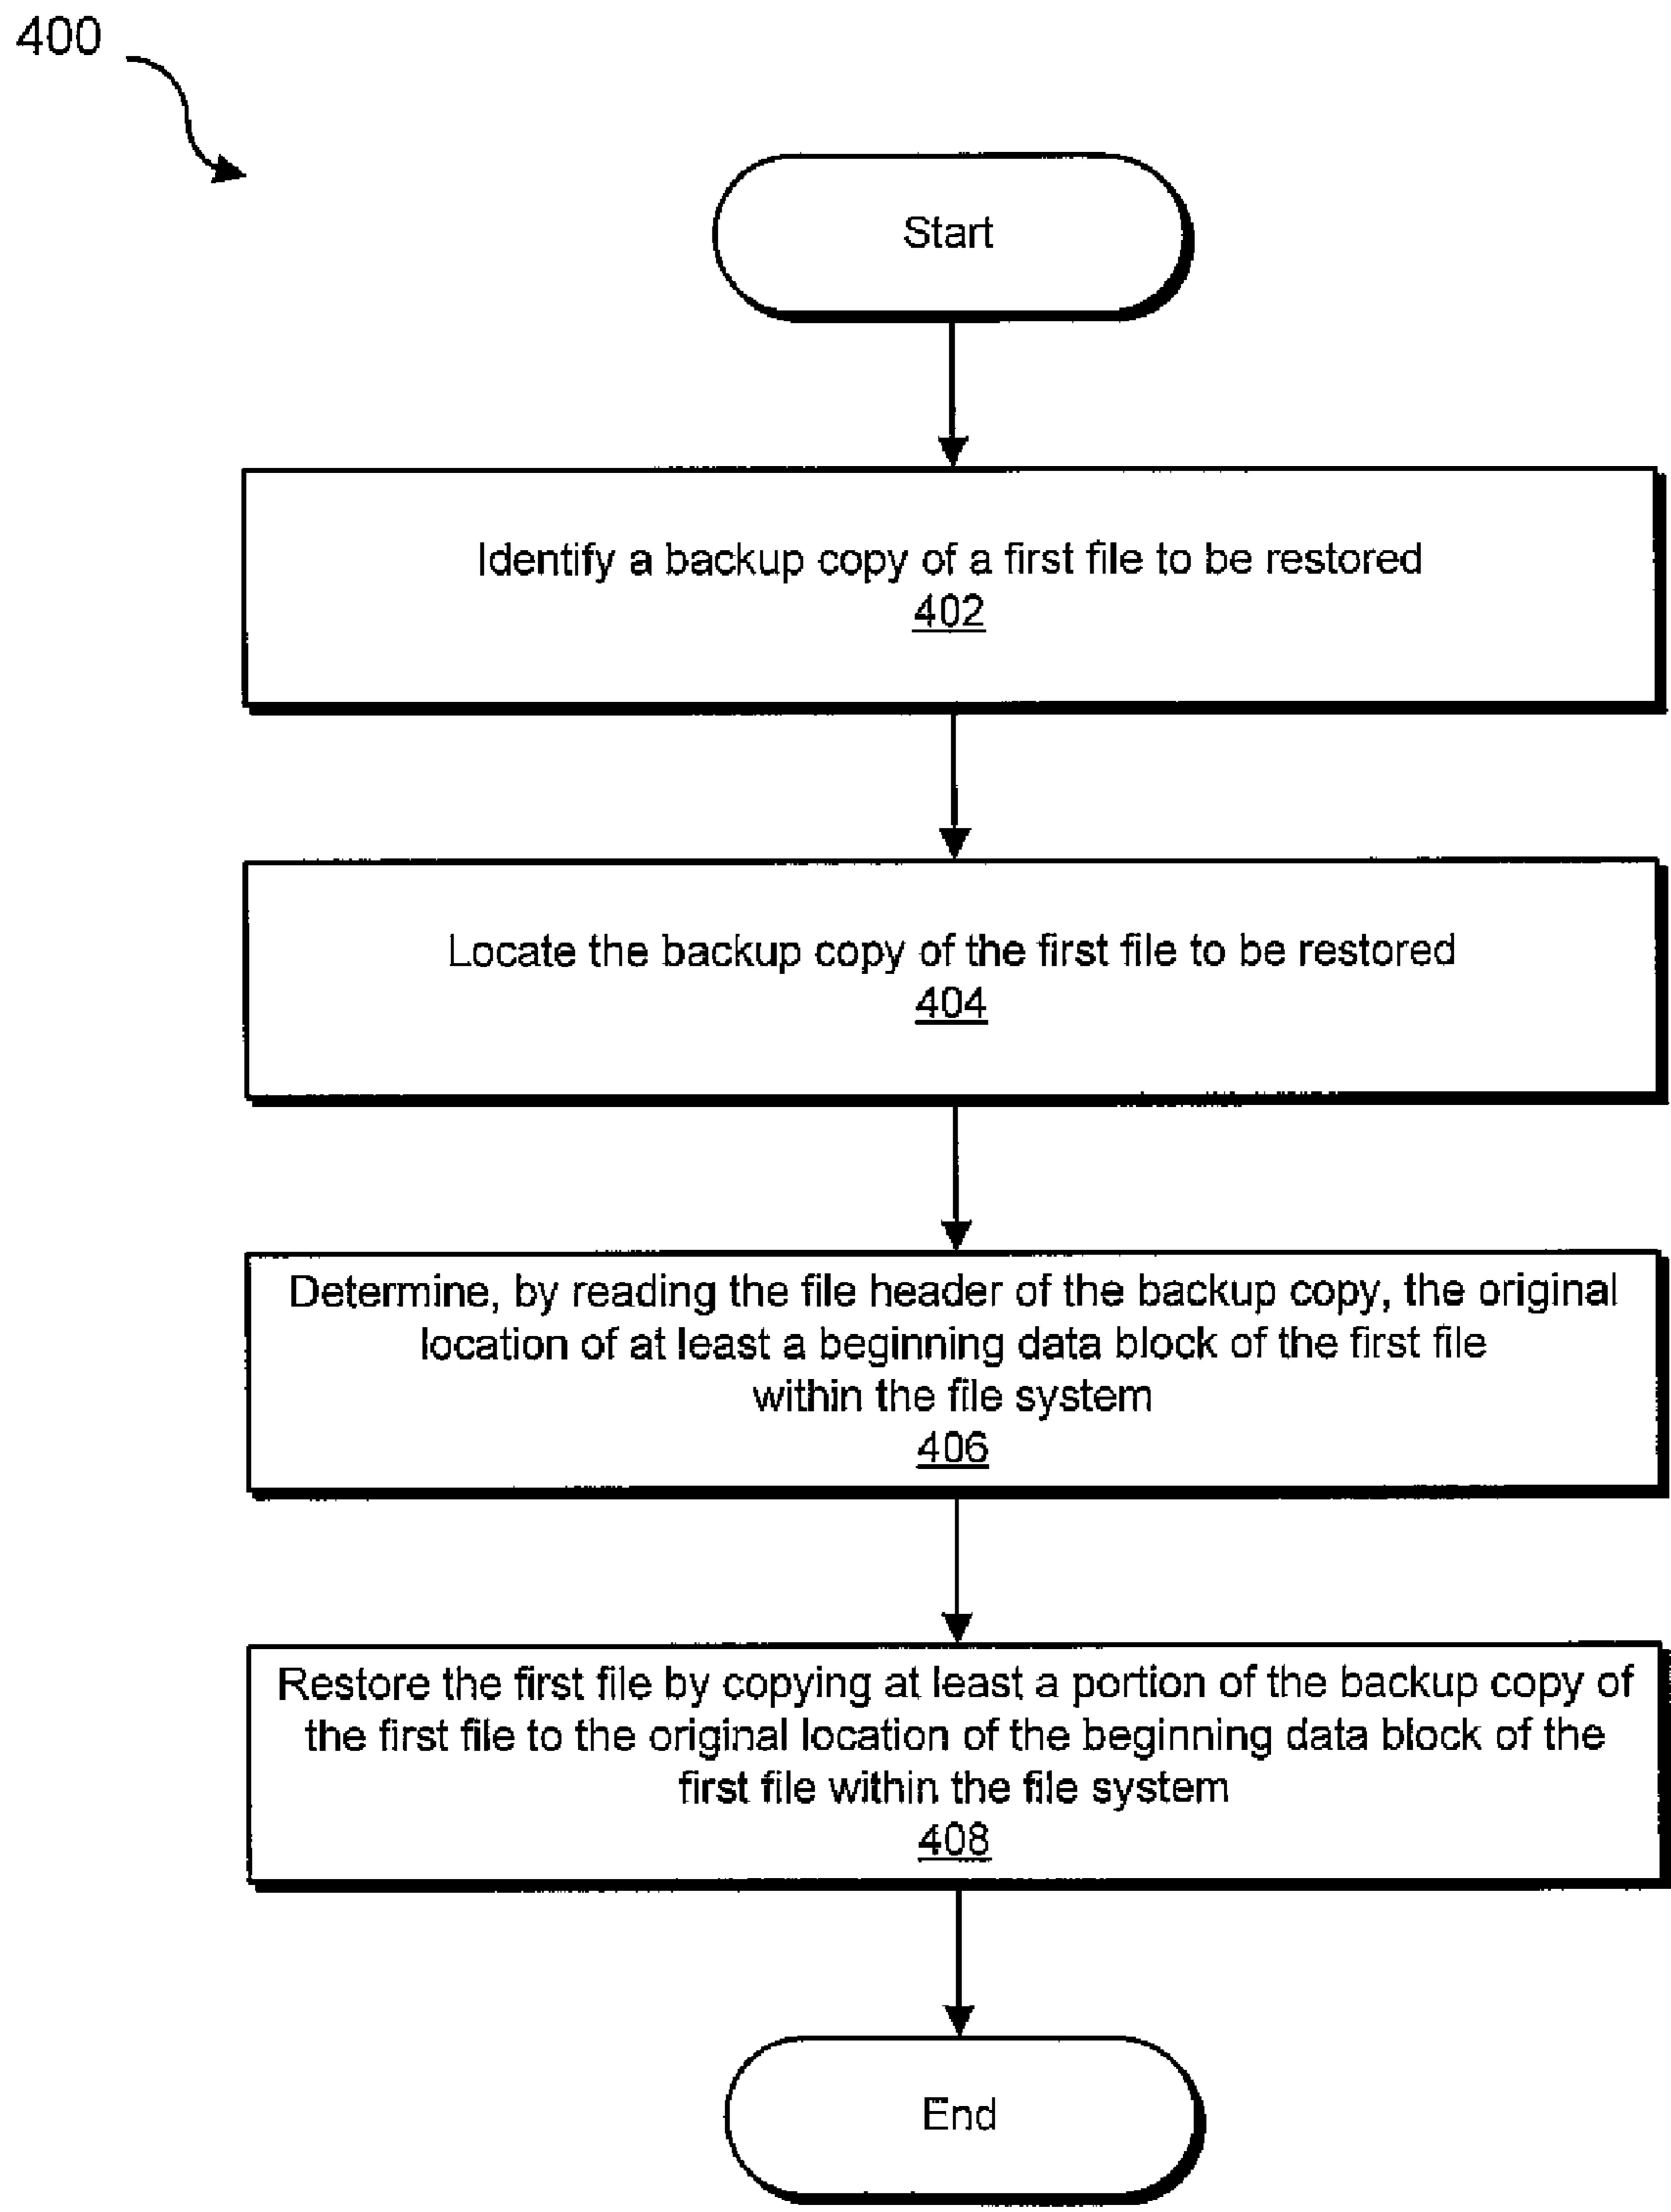 400
Start
Identify a backup copy of a first file to be restored
402
Locate the backup copy of the first file to be restored
404
Determine, by reading the file header of the backup copy, the original
location of at least a beginning data block of the first file
within the file system
406
Restore the first file by copying at least a portion of the backup copy of
the first file to the original location of the beginning data block of the
first file within the file system
408
End